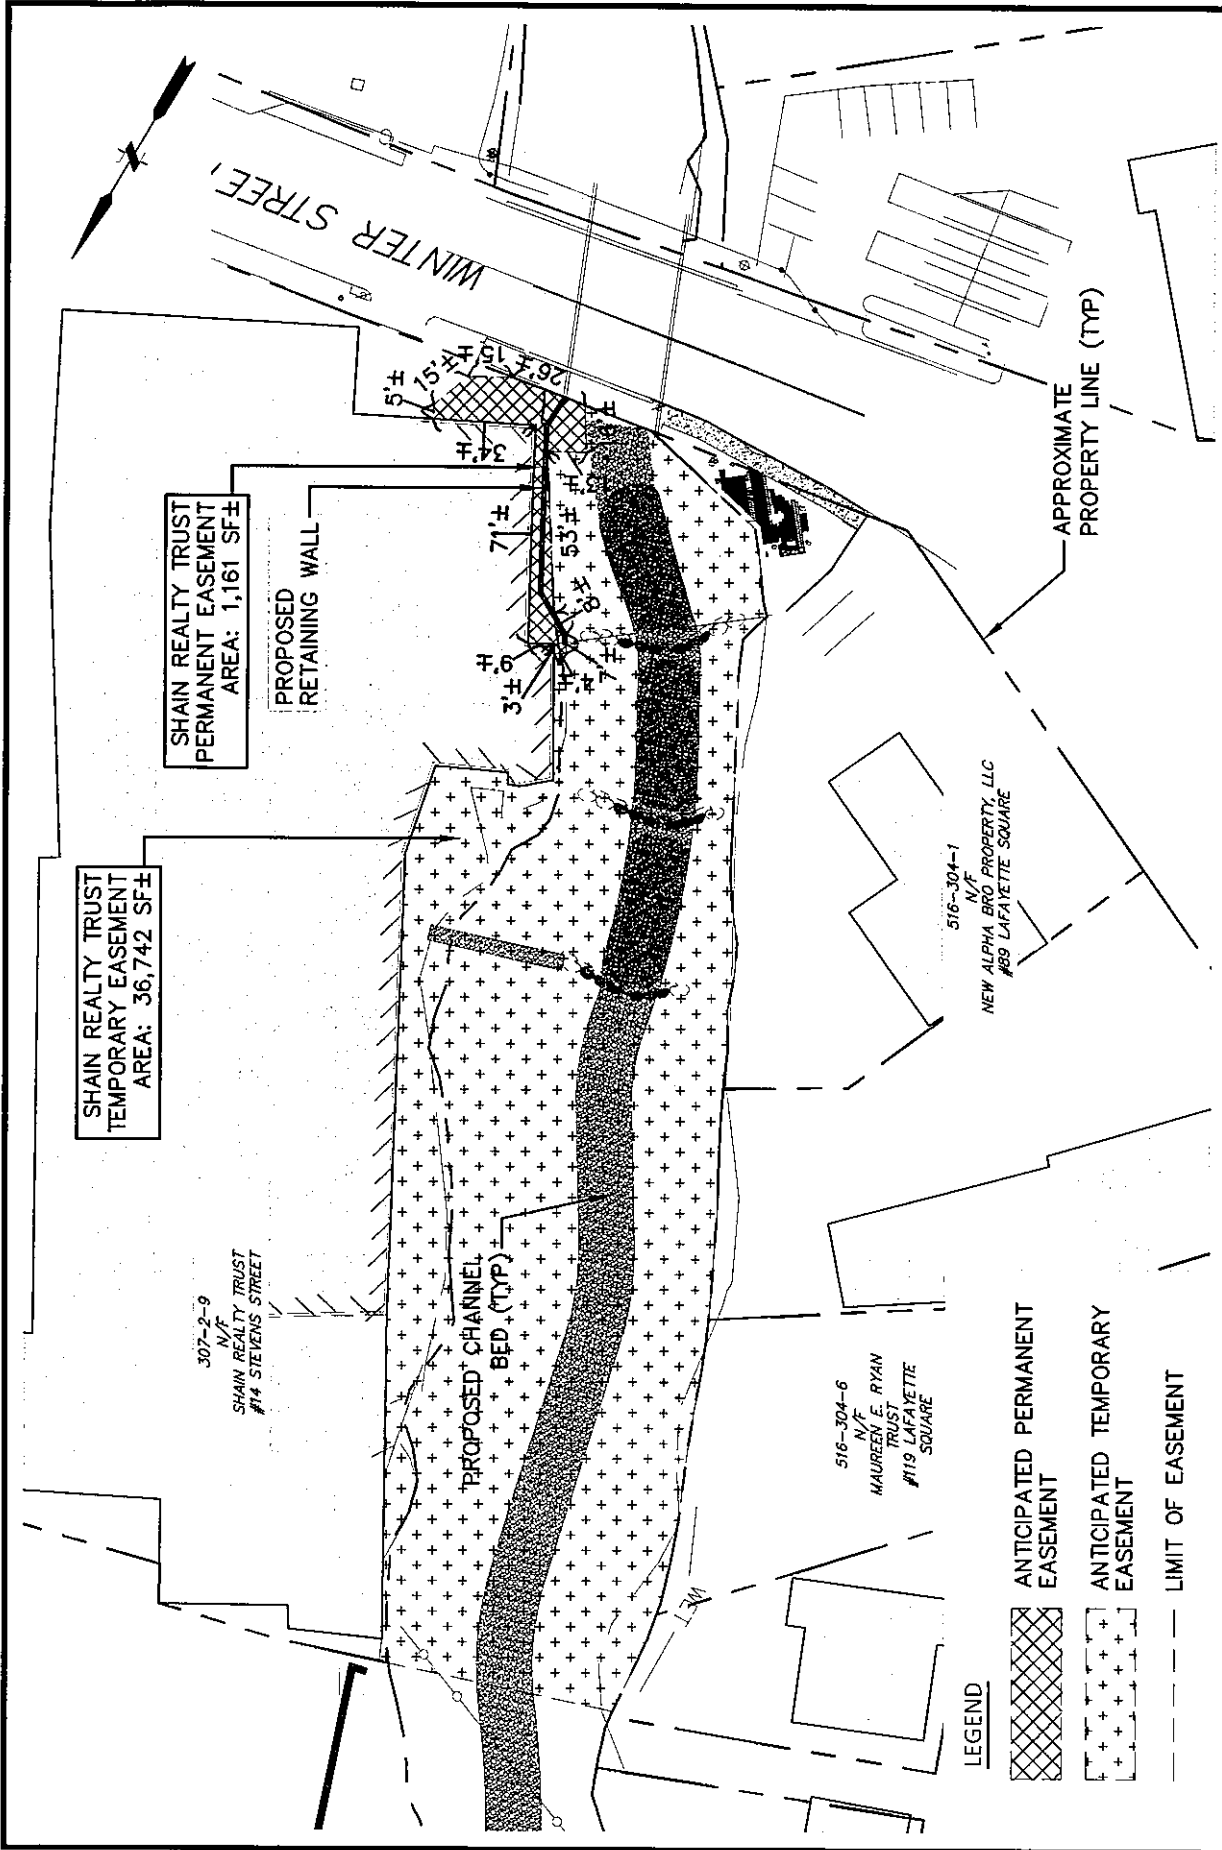 WINTER STREE
SHAIN REALTY TRUST
PERMANENT EASEMENT
AREA: 1,161 SF±
PROPOSED
RETAINING WALL
SHAIN REALTY TRUST
TEMPORARY EASEMENT
AREA: 36,742 SF±
5'±
15'±
15'±
26'±
34'±
71'±
53'±
13'±
8'±
9'±
3'±
4'±
APPROXIMATE
PROPERTY LINE (TYP)
307-2-9
N/F
SHAIN REALTY TRUST
#14 STEVENS STREET
PROPOSED CHANNEL
BED (TYP)
516-304-1
N/F
NEW ALPHA BRO PROPERTY, LLC
#89 LAFAYETTE SQUARE
516-304-6
N/F
MAUREEN E. RYAN
TRUST
#119 LAFAYETTE
SQUARE
LEGEND
ANTICIPATED PERMANENT
EASEMENT
ANTICIPATED TEMPORARY
EASEMENT
LIMIT OF EASEMENT